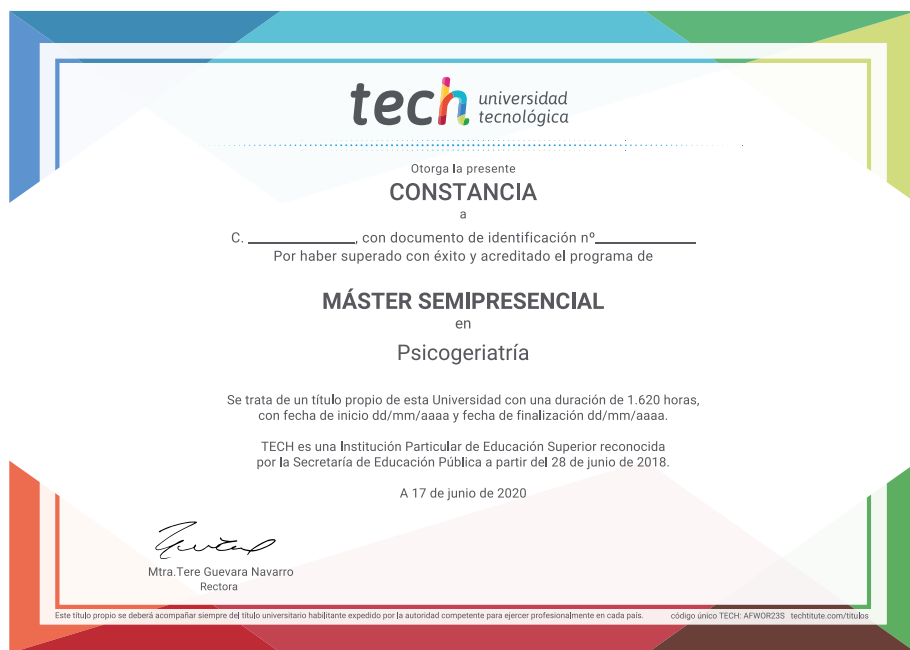 tech universidad
tecnológica
Otorga la presente
CONSTANCIA
a
C. ____________, con documento de identificación nº____________
Por haber superado con éxito y acreditado el programa de
MÁSTER SEMIPRESENCIAL
en
Psicogeriatría
Se trata de un título propio de esta Universidad con una duración de 1.620 horas,
con fecha de inicio dd/mm/aaaa y fecha de finalización dd/mm/aaaa.
TECH es una Institución Particular de Educación Superior reconocida
por la Secretaría de Educación Pública a partir del 28 de junio de 2018.
A 17 de junio de 2020
Mtra.Tere Guevara Navarro
Rectora
Este título propio se deberá acompañar siempre del título universitario habilitante expedido por la autoridad competente para ejercer profesionalmente en cada país. código único TECH: AFWOR23S techtitute.com/titulos